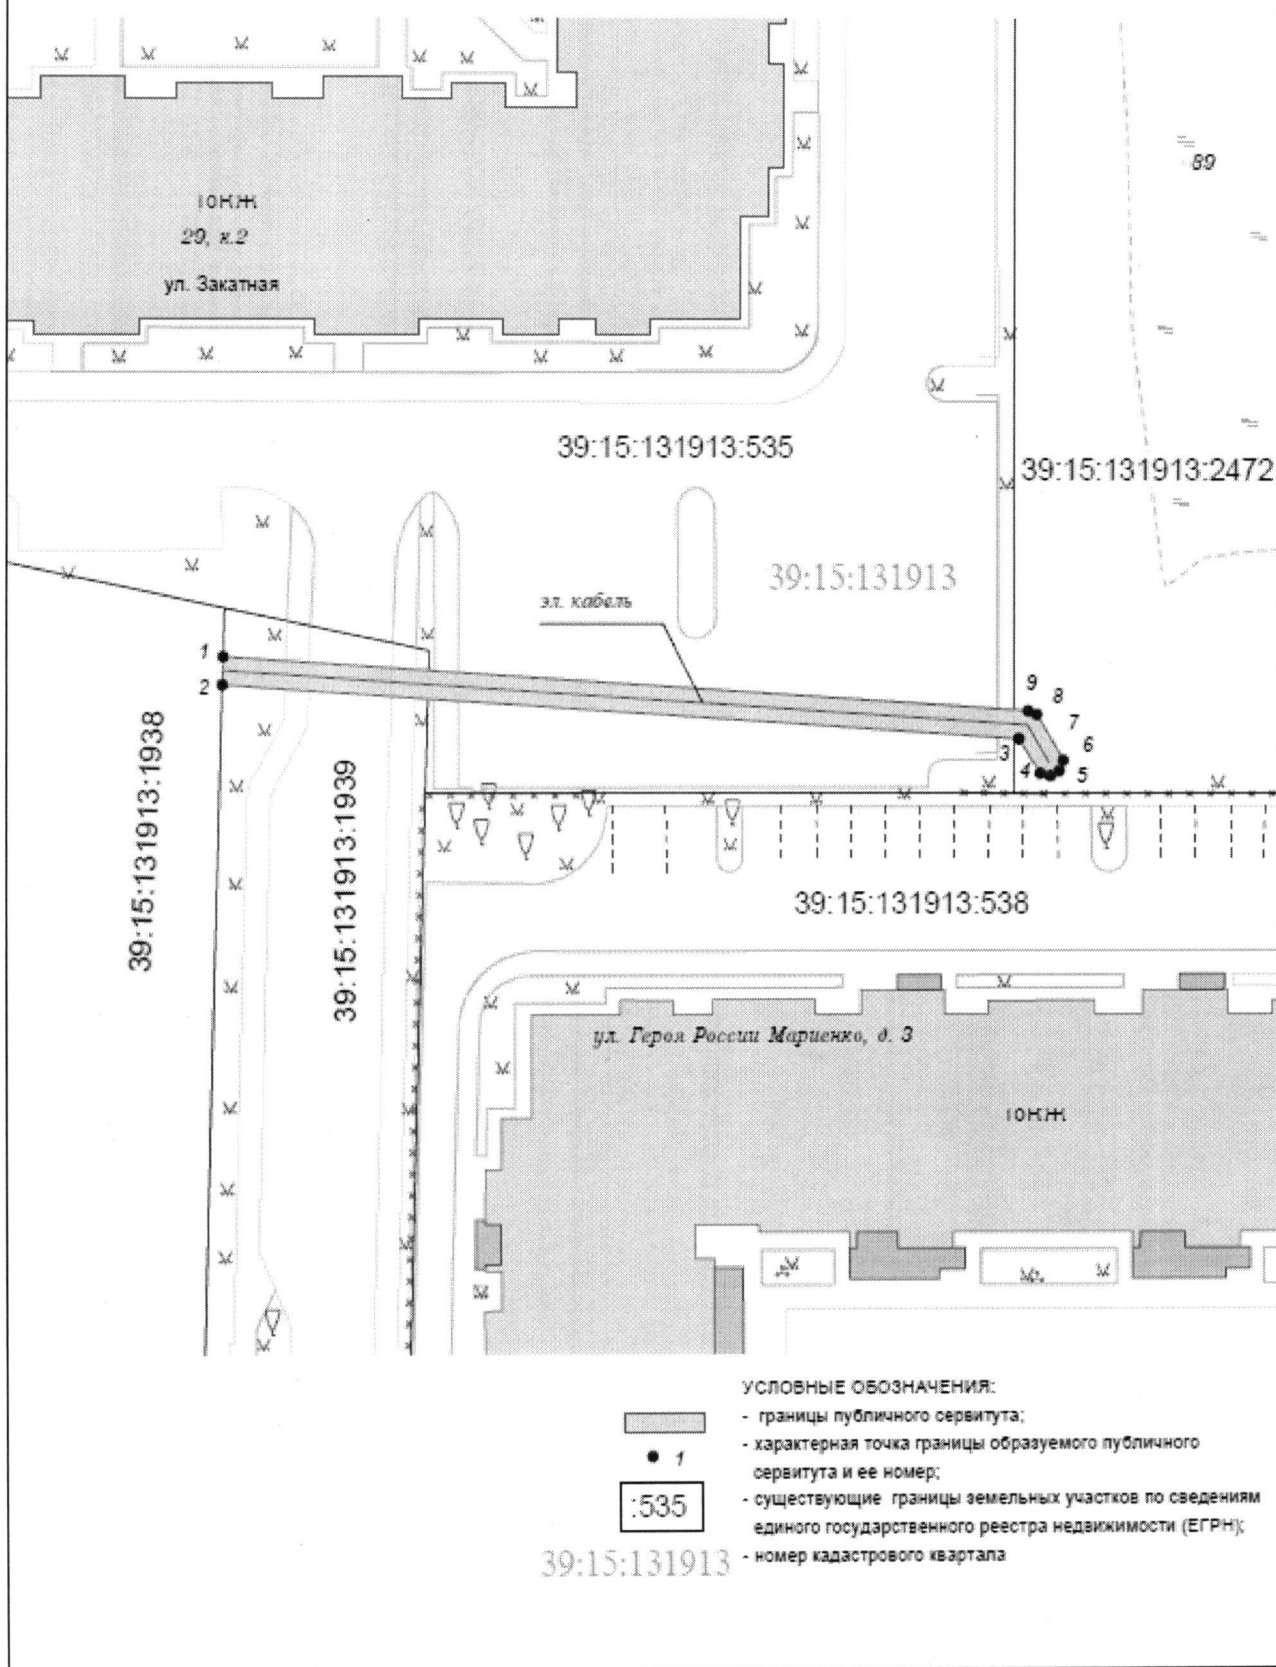 89
10КЖ
29, к.2
ул. Закатная
39:15:131913:535
39:15:131913:2472
39:15:131913
эл. кабель
1
2
9
8
7
6
3
4
5
39:15:131913:1938
39:15:131913:1939
39:15:131913:538
ул. Героя России Мариенко, д. 3
10КЖ
УСЛОВНЫЕ ОБОЗНАЧЕНИЯ:
- границы публичного сервитута;
1
- характерная точка границы образуемого публичного
сервитута и ее номер;
:535
- существующие границы земельных участков по сведениям
единого государственного реестра недвижимости (ЕГРН);
39:15:131913
- номер кадастрового квартала